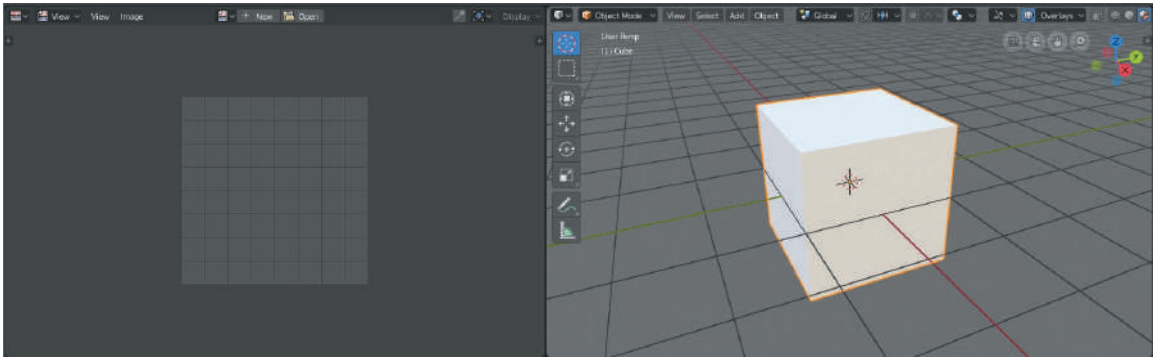 View View Image + New Open Display
Object Mode View Select Add Object Global Overlays
User Persp
(1) Cube
Z
Y
X